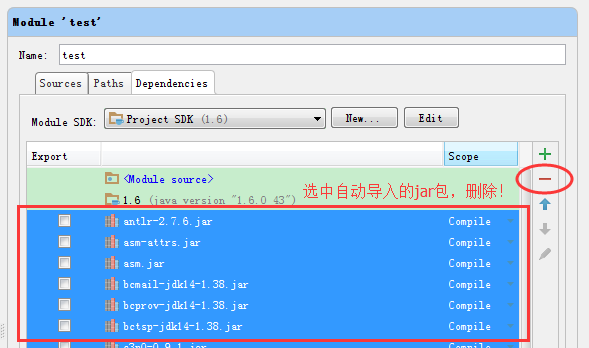 Module 'test'
Name: test
Sources Paths Dependencies
Module SDK: Project SDK (1.6) New... Edit
Export Scope
<Module source>
选中自动导入的jar包，删除！
1.6 (java version "1.6.0_43")
antlr-2.7.6.jar Compile
asm-attrs.jar Compile
asm.jar Compile
bcmail-jdk14-1.38.jar Compile
bcprov-jdk14-1.38.jar Compile
bctsp-jdk14-1.38.jar Compile
c3p0-0.9.1.jar Compile